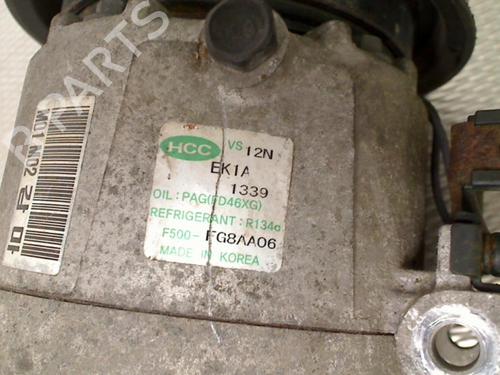 HCC VS 12N
EK1A
1339
OIL : PAG(FD46XG)
REFRIGERANT : R134a
F500- FG8AA06
MADE IN KOREA
B-PARTS